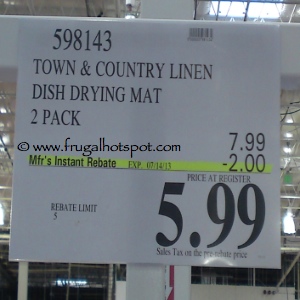 598143
TOWN & COUNTRY LINEN
DISH DRYING MAT
2 PACK
www.frugalhotspot.com
7.99
Mfr's Instant Rebate EXP. 07/14/13 -2.00
PRICE AT REGISTER
5.99
REBATE LIMIT
5
Sales Tax on the pre-rebate price